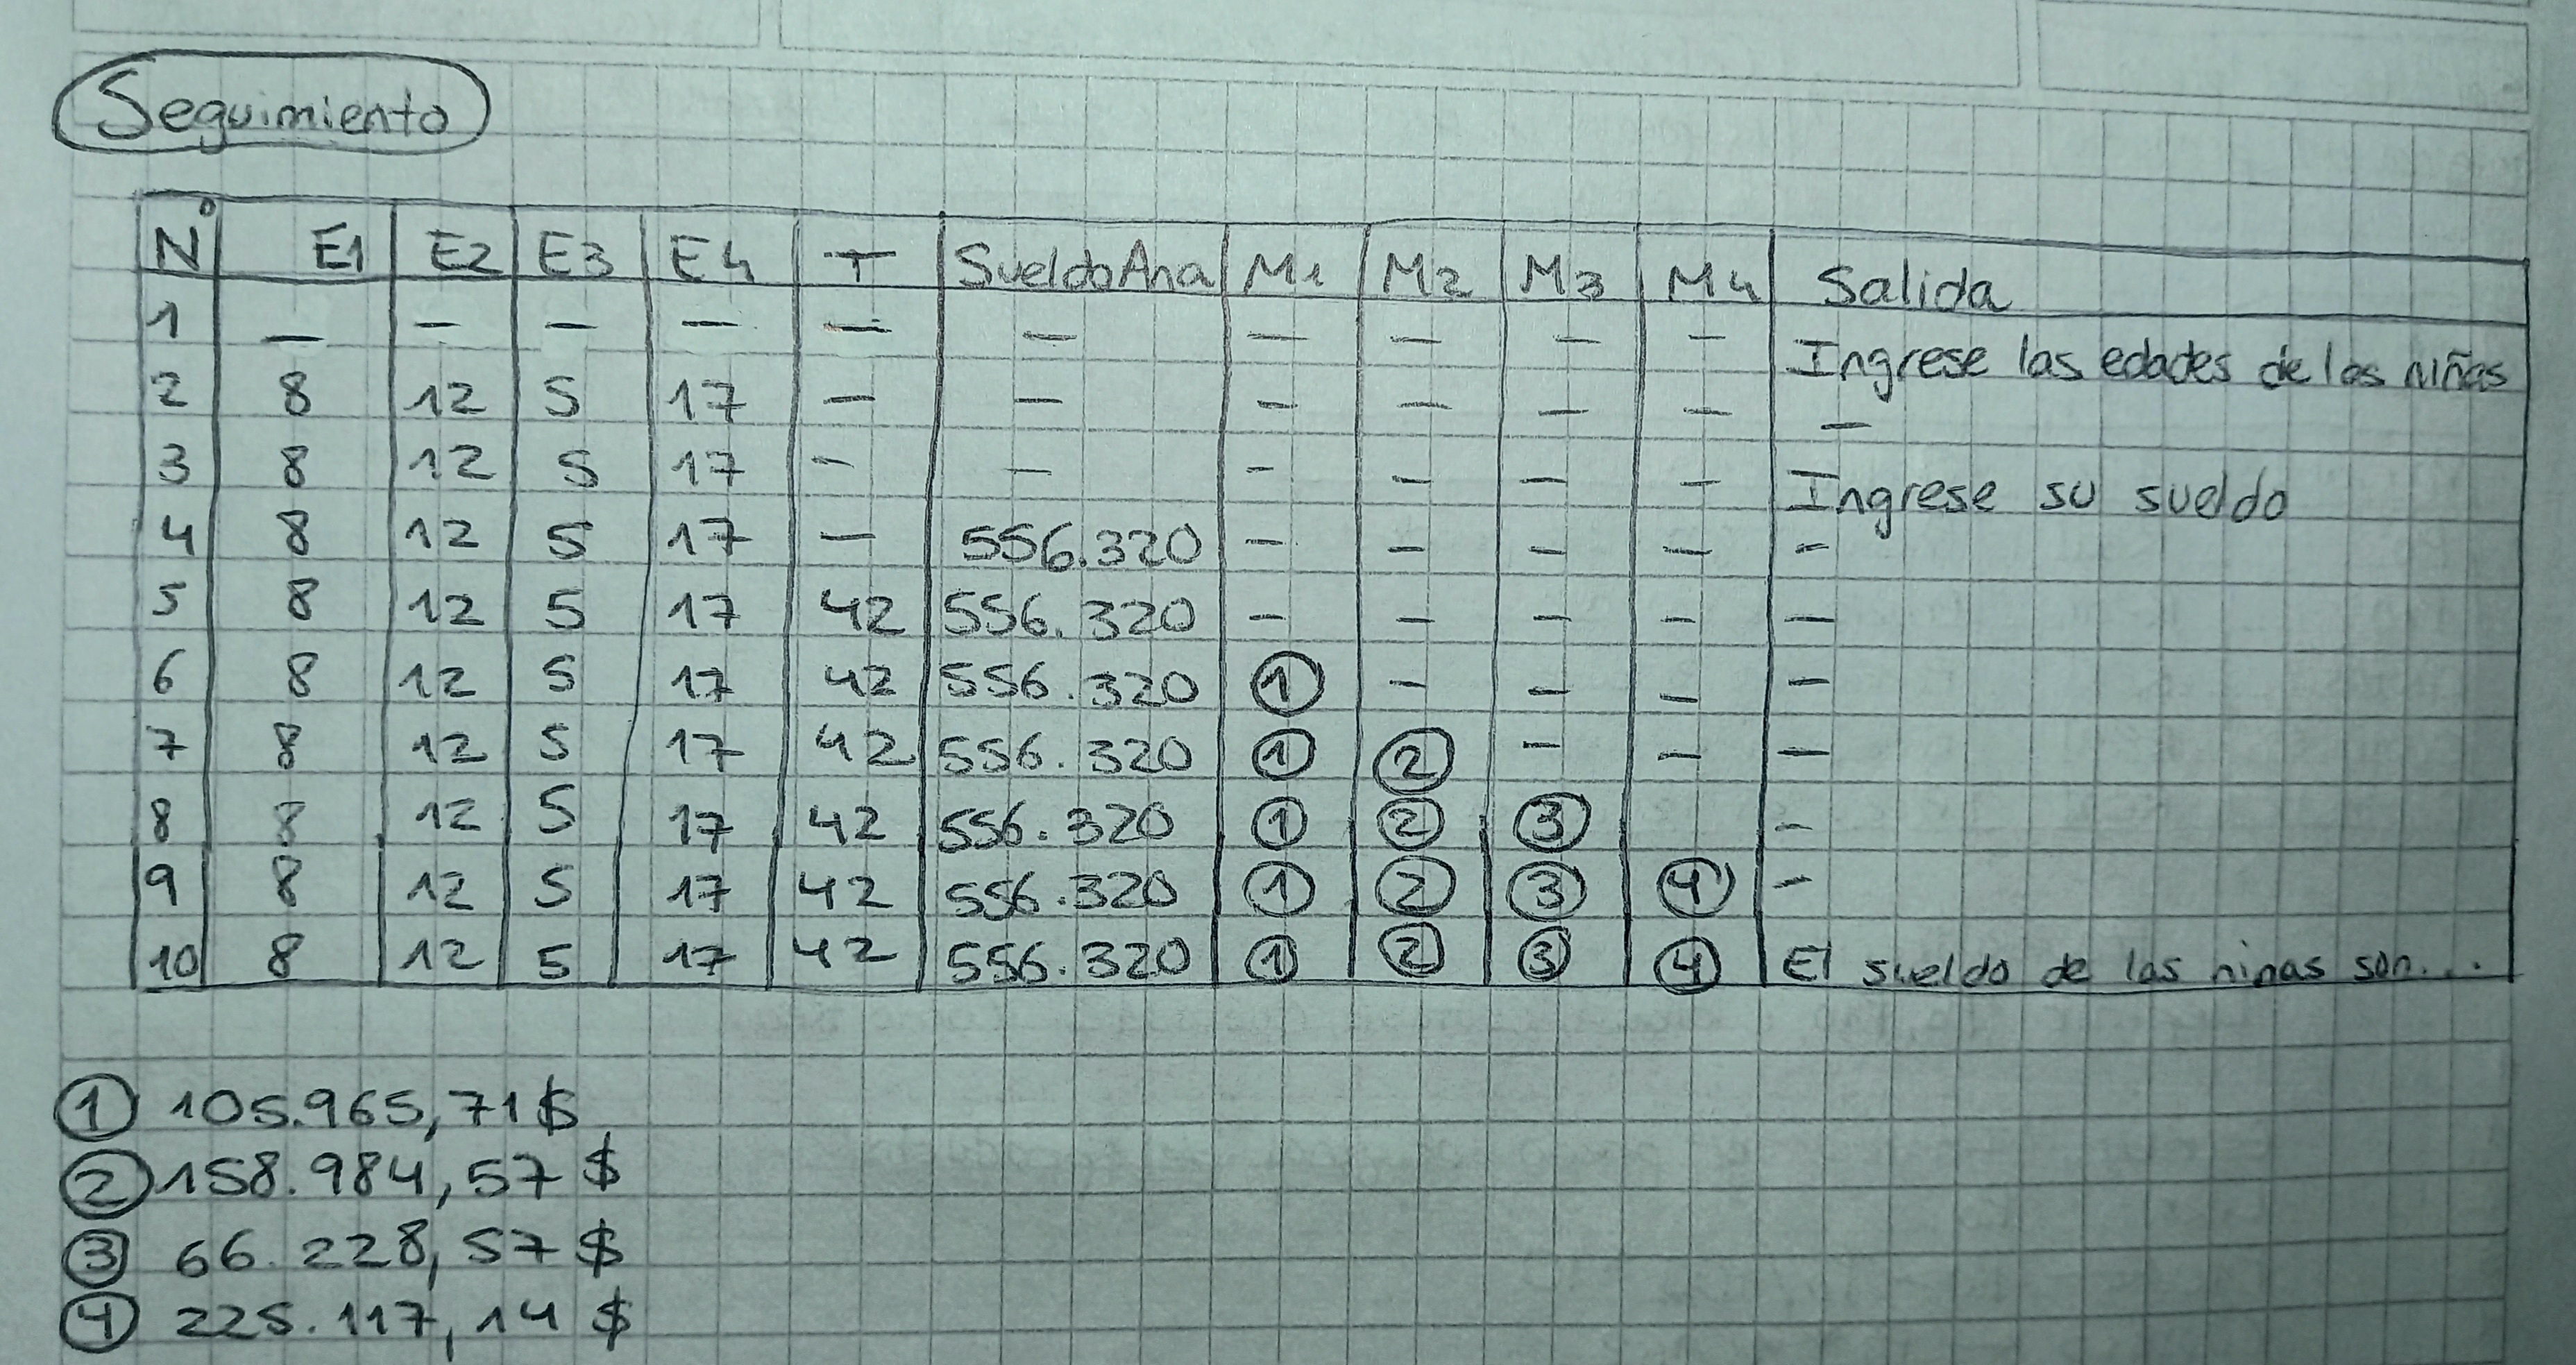 Seguimiento
N° E1 E2 E3 E4 T SueldoAna M1 M2 M3 M4 Salida
1 — — — — — — — — — — Ingrese las edades de las niñas
2 8 12 5 17 — — — — — — —
3 8 12 5 17 - — - — — — Ingrese su sueldo
4 8 12 5 17 — 556.320 — — — — -
5 8 12 5 17 42 556.320 — — — — —
6 8 12 5 17 42 556.320 ① — — — —
7 8 12 5 17 42 556.320 ① ② — — —
8 8 12 5 17 42 556.320 ① ② ③ -
9 8 12 5 17 42 556.320 ① ② ③ ④ -
10 8 12 5 17 42 556.320 ① ② ③ ④ El sueldo de las ninas son...
① 105.965,71 $
② 158.984,57 $
③ 66.228,57 $
④ 225.117,14 $